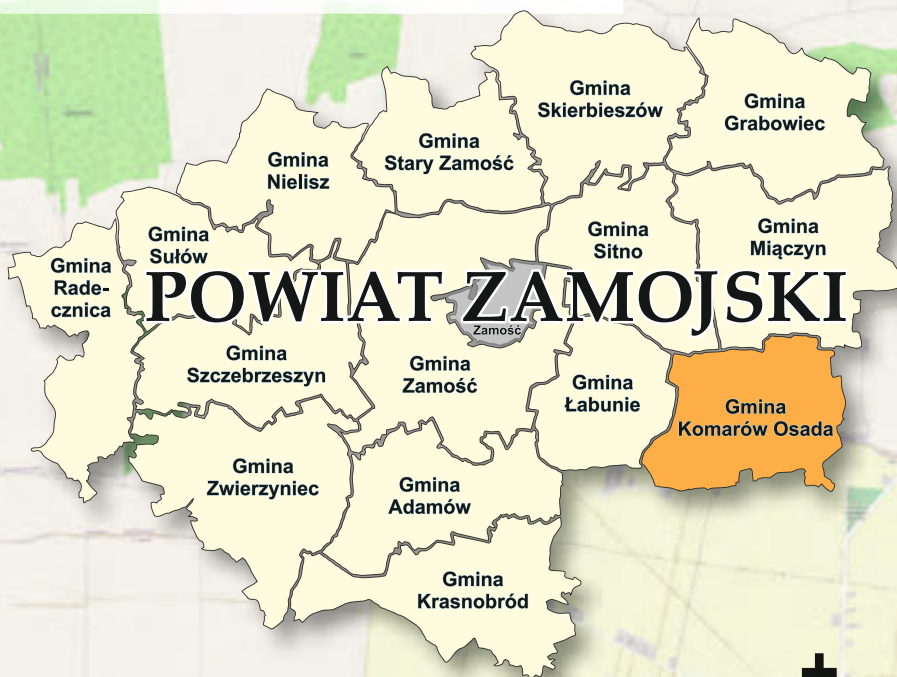 Gmina
Skierbieszów
Gmina
Grabowiec
Gmina
Stary Zamość
Gmina
Nielisz
Gmina
Sułów
Gmina
Sitno
Gmina
Miączyn
Gmina
Rade-
cznica
POWIAT ZAMOJSKI
Zamość
Gmina
Szczebrzeszyn
Gmina
Zamość
Gmina
Łabunie
Gmina
Komarów Osada
Gmina
Zwierzyniec
Gmina
Adamów
Gmina
Krasnobród